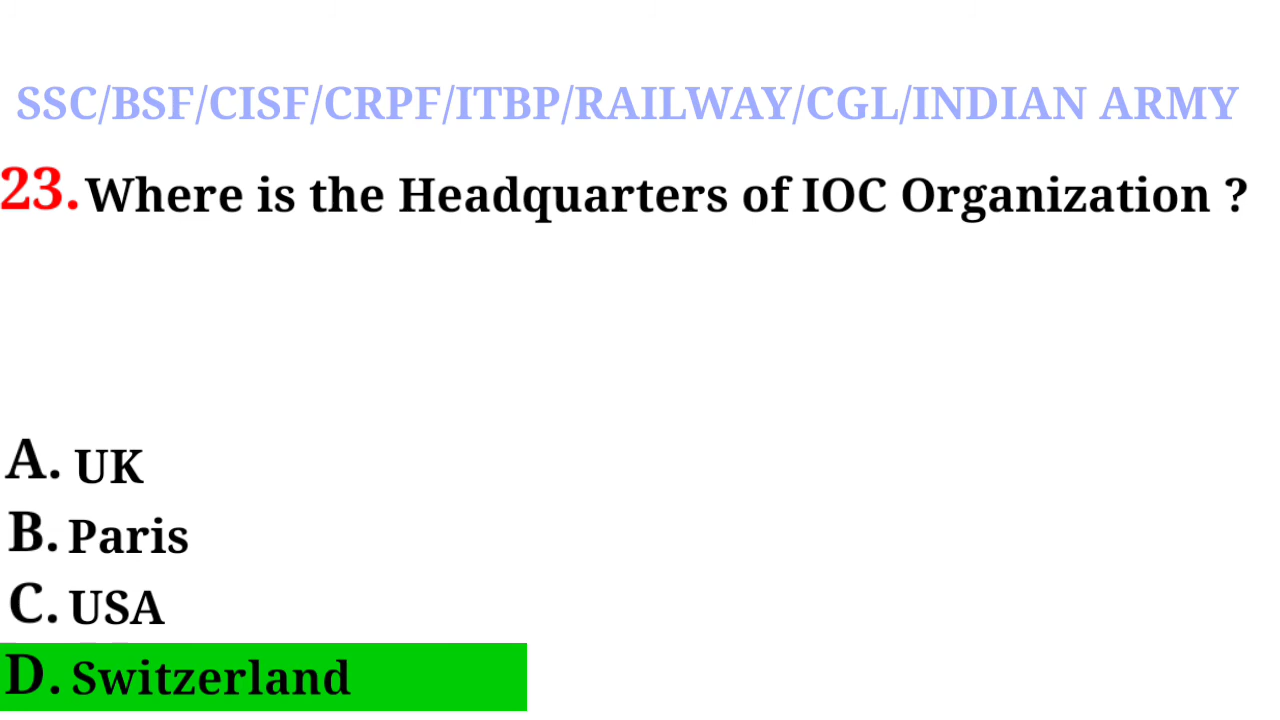 SSC/BSF/CISF/CRPF/ITBP/RAILWAY/CGL/INDIAN ARMY
23. Where is the Headquarters of IOC Organization ?
A. UK
B. Paris
C. USA
D. Switzerland